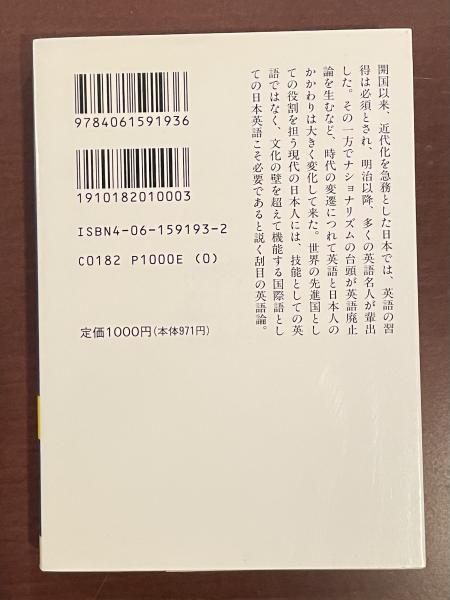 開国以来、近代化を急務とした日本では、英語の習
得は必須とされ、明治以降、多くの英語名人が輩出
した。その一方でナショナリズムの台頭が英語廃止
論を生むなど、時代の変遷につれて英語と日本人の
かかわりは大きく変化して来た。世界の先進国とし
ての役割を担う現代の日本人には、技能としての英
語ではなく、文化の壁を超えて機能する国際語とし
ての日本英語こそ必要であると説く刮目の英語論。
9784061591936
1910182010003
ISBN4-06-159193-2
C0182 P1000E (0)
定価1000円(本体971円)